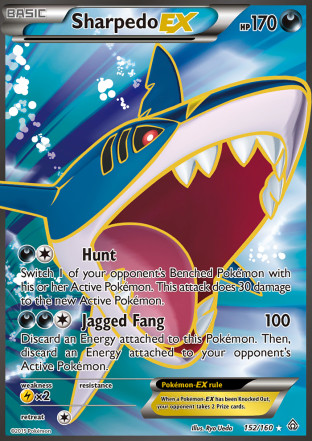 BASIC
Sharpedo EX HP170
Hunt
Switch 1 of your opponent's Benched Pokémon with
his or her Active Pokémon. This attack does 30 damage
to the new Active Pokémon.
Jagged Fang 100
Discard an Energy attached to this Pokémon. Then,
discard an Energy attached to your opponent's
Active Pokémon.
weakness resistance
×2
retreat
Pokémon-EX rule
When a Pokémon-EX has been Knocked Out,
your opponent takes 2 Prize cards.
©2015 Pokémon
Illus. Ryo Ueda 152/160